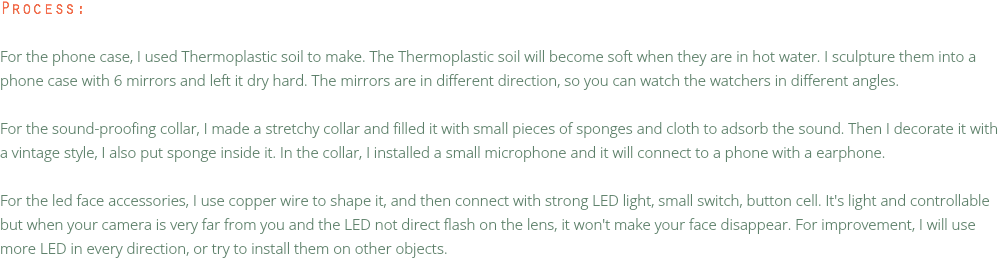 Process:
For the phone case, I used Thermoplastic soil to make. The Thermoplastic soil will become soft when they are in hot water. I sculpture them into a
phone case with 6 mirrors and left it dry hard. The mirrors are in different direction, so you can watch the watchers in different angles.
For the sound-proofing collar, I made a stretchy collar and filled it with small pieces of sponges and cloth to adsorb the sound. Then I decorate it with
a vintage style, I also put sponge inside it. In the collar, I installed a small microphone and it will connect to a phone with a earphone.
For the led face accessories, I use copper wire to shape it, and then connect with strong LED light, small switch, button cell. It's light and controllable
but when your camera is very far from you and the LED not direct flash on the lens, it won't make your face disappear. For improvement, I will use
more LED in every direction, or try to install them on other objects.